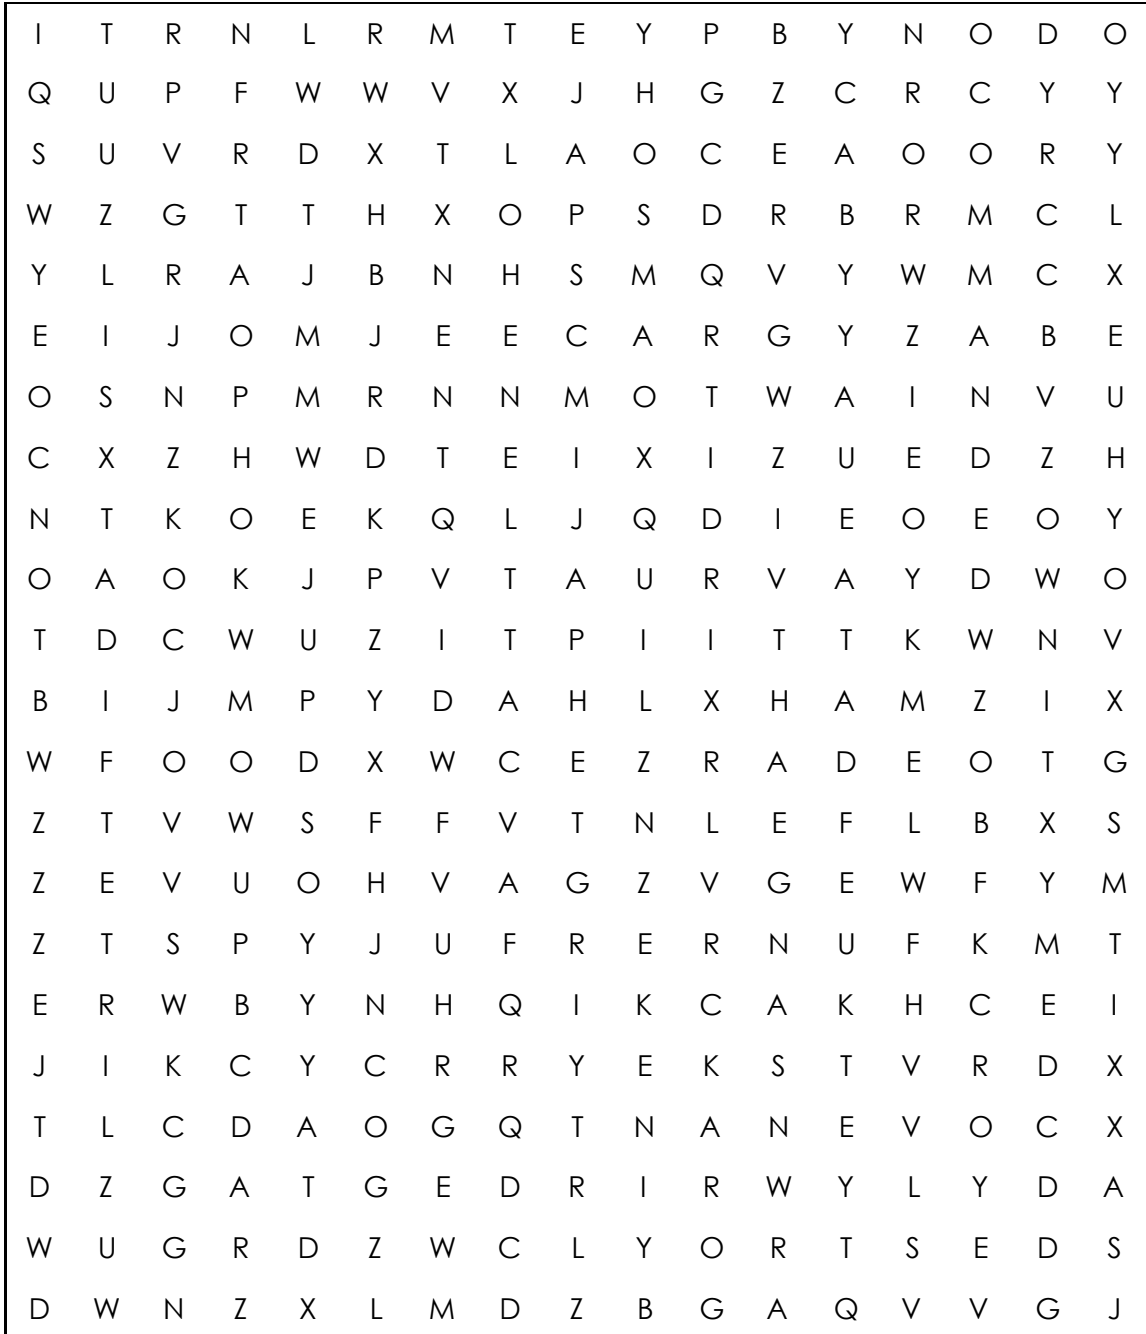 I T R N L R M T E Y P B Y N O D O
Q U P F W W V X J H G Z C R C Y Y
S U V R D X T L A O C E A O O R Y
W Z G T T H X O P S D R B R M C L
Y L R A J B N H S M Q V Y W M C X
E I J O M J E E C A R G Y Z A B E
O S N P M R N N M O T W A I N V U
C X Z H W D T E I X I Z U E D Z H
N T K O E K Q L J Q D I E O E O Y
O A O K J P V T A U R V A Y D W O
T D C W U Z I T P I I T T K W N V
B I J M P Y D A H L X H A M Z I X
W F O O D X W C E Z R A D E O T G
Z T V W S F F V T N L E F L B X S
Z E V U O H V A G Z V G E W F Y M
Z T S P Y J U F R E R N U F K M T
E R W B Y N H Q I K C A K H C E I
J I K C Y C R R Y E K S T V R D X
T L C D A O G Q T N A N E V O C X
D Z G A T G E D R I R W Y L Y D A
W U G R D Z W C L Y O R T S E D S
D W N Z X L M D Z B G A Q V V G J